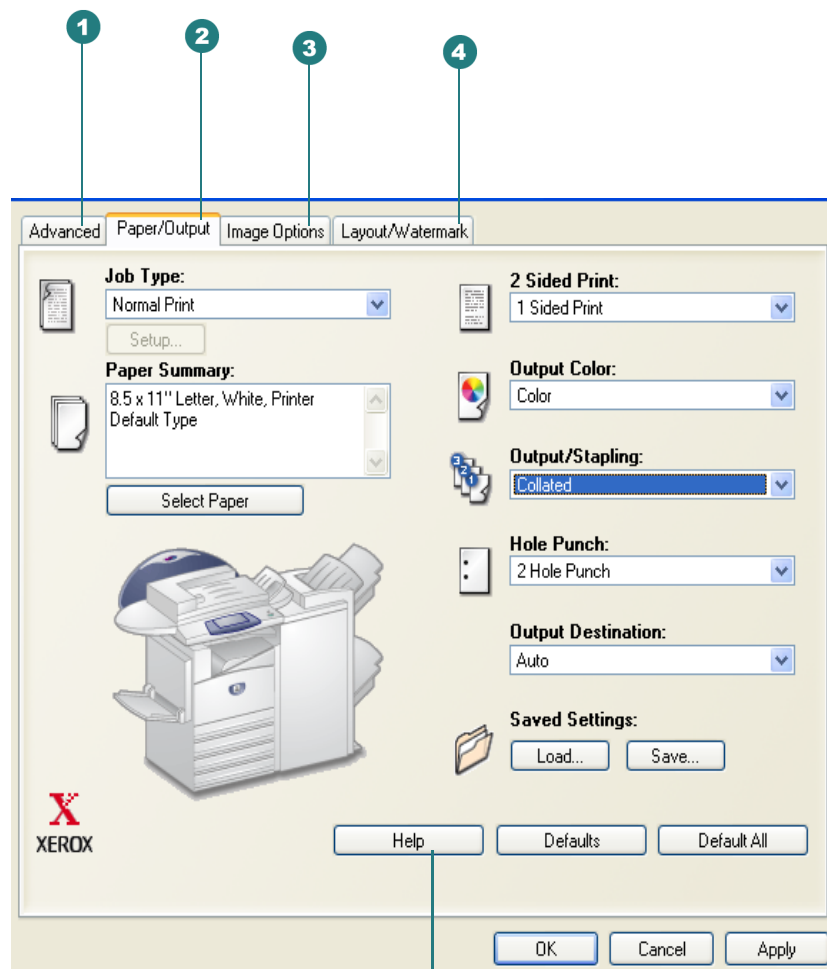 1
2
3
4
Advanced
Paper/Output
Image Options
Layout/Watermark
Job Type:
Normal Print
Setup...
Paper Summary:
8.5 x 11" Letter, White, Printer
Default Type
Select Paper
2 Sided Print:
1 Sided Print
Output Color:
Color
3
2
1
Output/Stapling:
Collated
Hole Punch:
2 Hole Punch
Output Destination:
Auto
Saved Settings:
Load...
Save...
X
XEROX
Help
Defaults
Default All
OK
Cancel
Apply